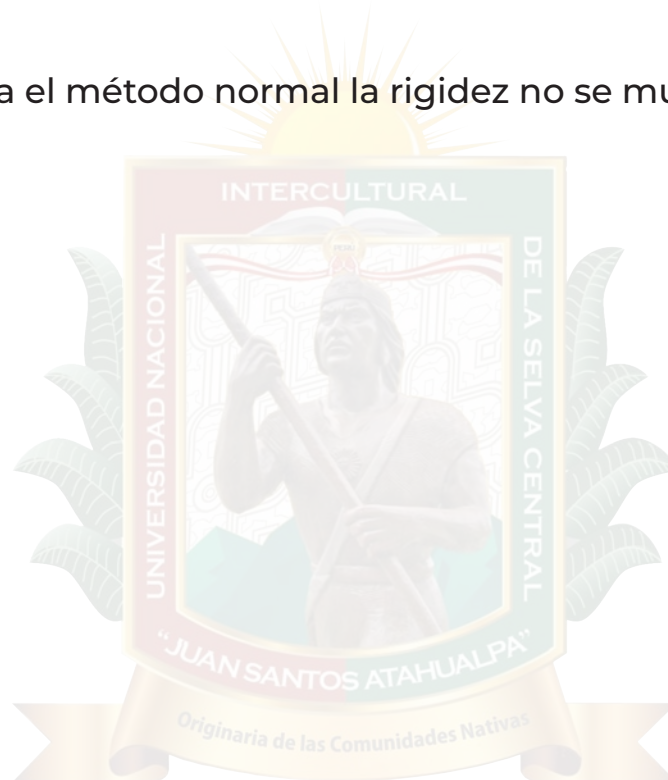 a el método normal la rigidez no se mu
INTERCULTURAL
UNIVERSIDAD NACIONAL
DE LA SELVA CENTRAL
“JUAN SANTOS ATAHUALPA”
Originaria de las Comunidades Nativas